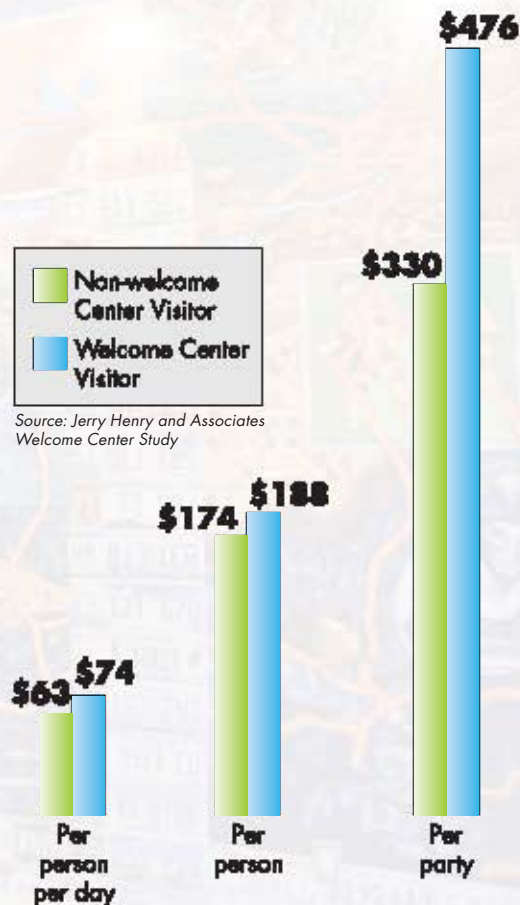 $476
$330
Non-welcome
Center Visitor
Welcome Center
Visitor
Source: Jerry Henry and Associates
Welcome Center Study
$174
$188
$63
$74
Per
person
per day
Per
person
Per
party